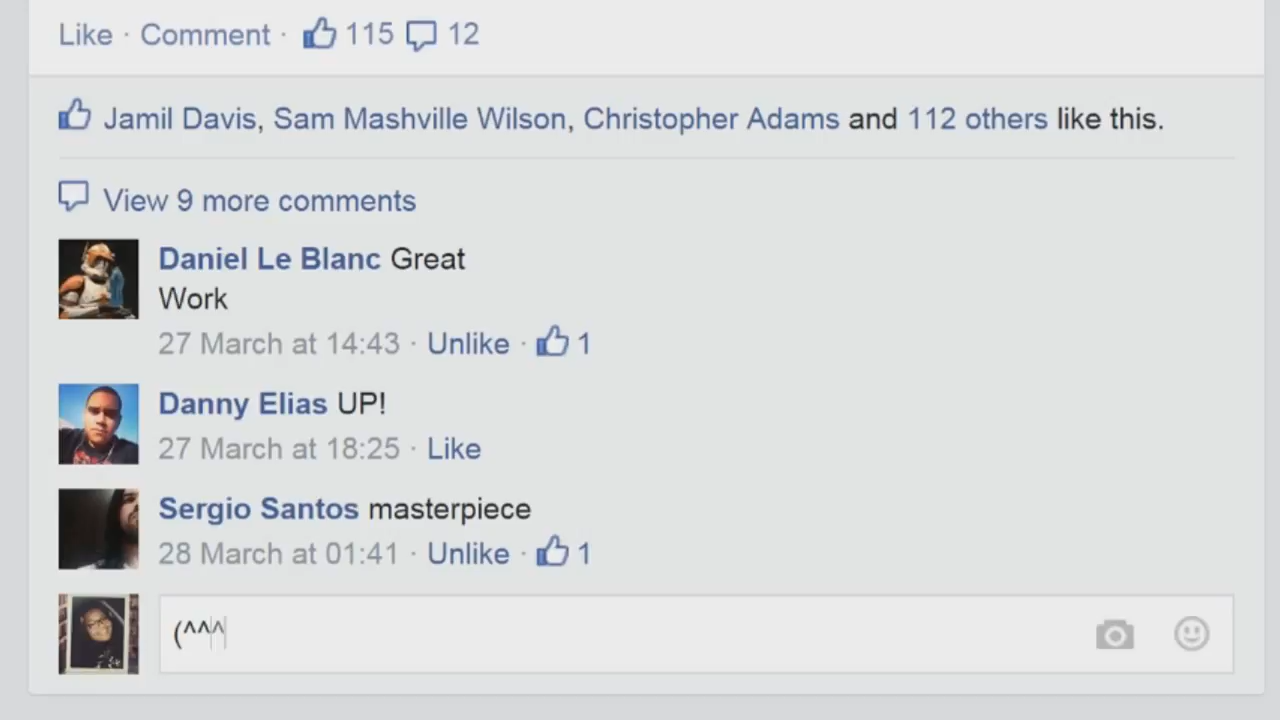 Like · Comment · 115 12
Jamil Davis, Sam Mashville Wilson, Christopher Adams and 112 others like this.
View 9 more comments
Daniel Le Blanc Great
Work
27 March at 14:43 · Unlike · 1
Danny Elias UP!
27 March at 18:25 · Like
Sergio Santos masterpiece
28 March at 01:41 · Unlike · 1
(^^^